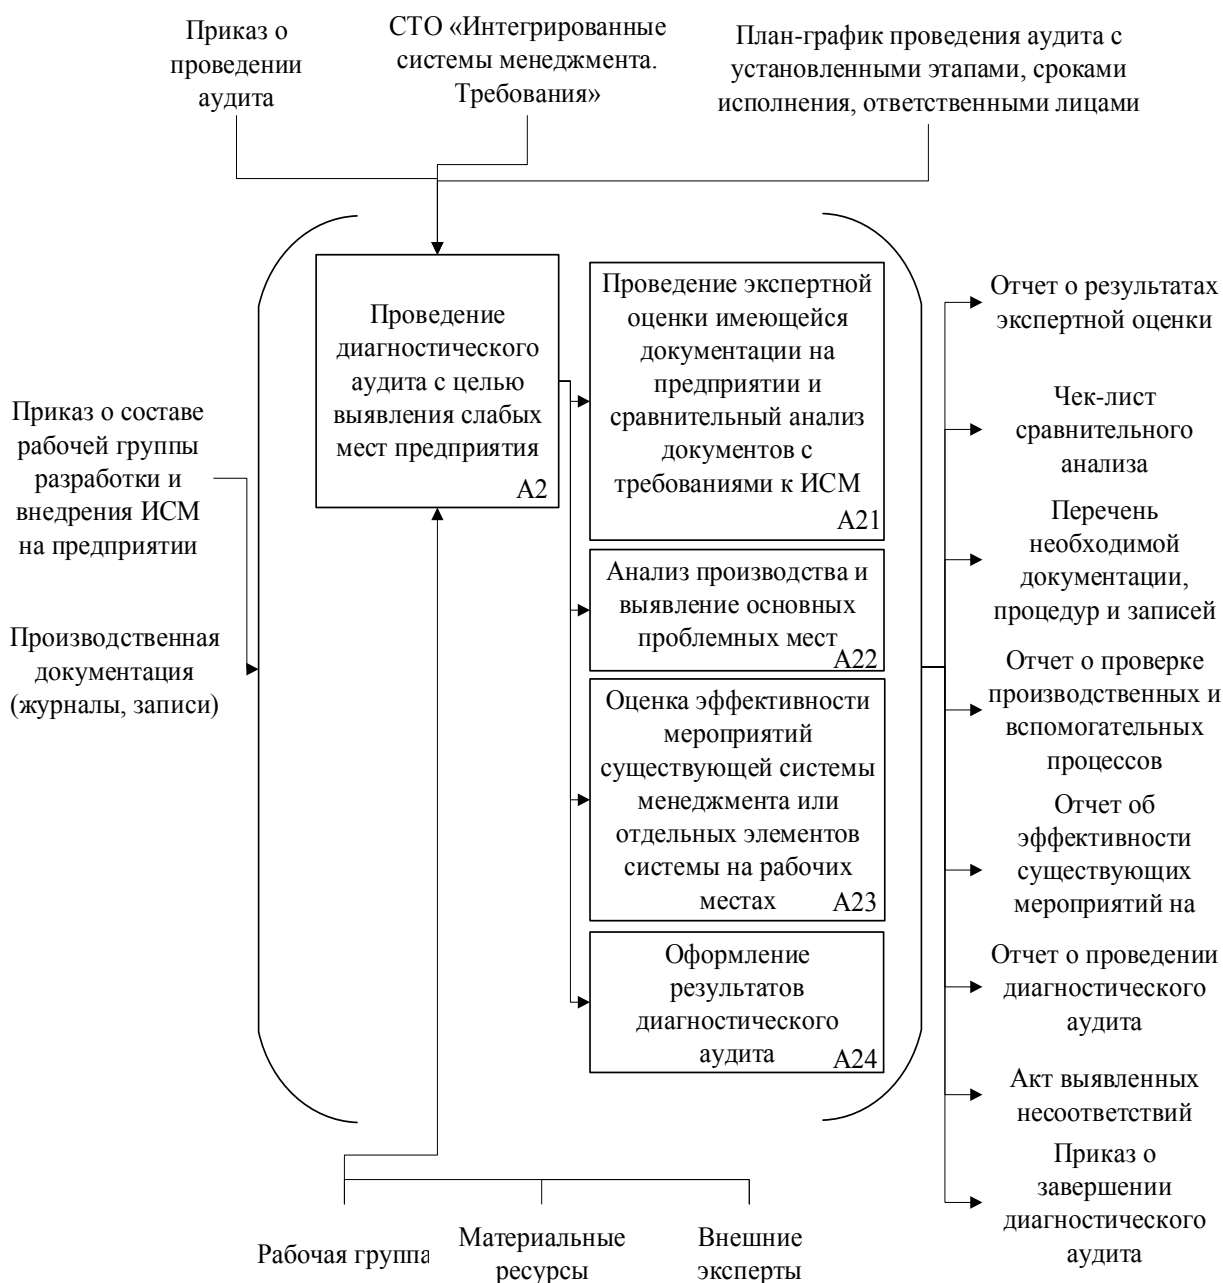 Приказ о
проведении
аудита
СТО «Интегрированные
системы менеджмента.
Требования»
План-график проведения аудита с
установленными этапами, сроками
исполнения, ответственными лицами
Приказ о составе
рабочей группы
разработки и
внедрения ИСМ
на предприятии
Производственная
документация
(журналы, записи)
Проведение
диагностического
аудита с целью
выявления слабых
мест предприятия
А2
Проведение экспертной
оценки имеющейся
документации на
предприятии и
сравнительный анализ
документов с
требованиями к ИСМ
А21
Анализ производства и
выявление основных
проблемных мест
А22
Оценка эффективности
мероприятий
существующей системы
менеджмента или
отдельных элементов
системы на рабочих
местах
А23
Оформление
результатов
диагностического
аудита
А24
Отчет о результатах
экспертной оценки
Чек-лист
сравнительного
анализа
Перечень
необходимой
документации,
процедур и записей
Отчет о проверке
производственных и
вспомогательных
процессов
Отчет об
эффективности
существующих
мероприятий на
Отчет о проведении
диагностического
аудита
Акт выявленных
несоответствий
Приказ о
завершении
диагностического
аудита
Рабочая группа
Материальные
ресурсы
Внешние
эксперты